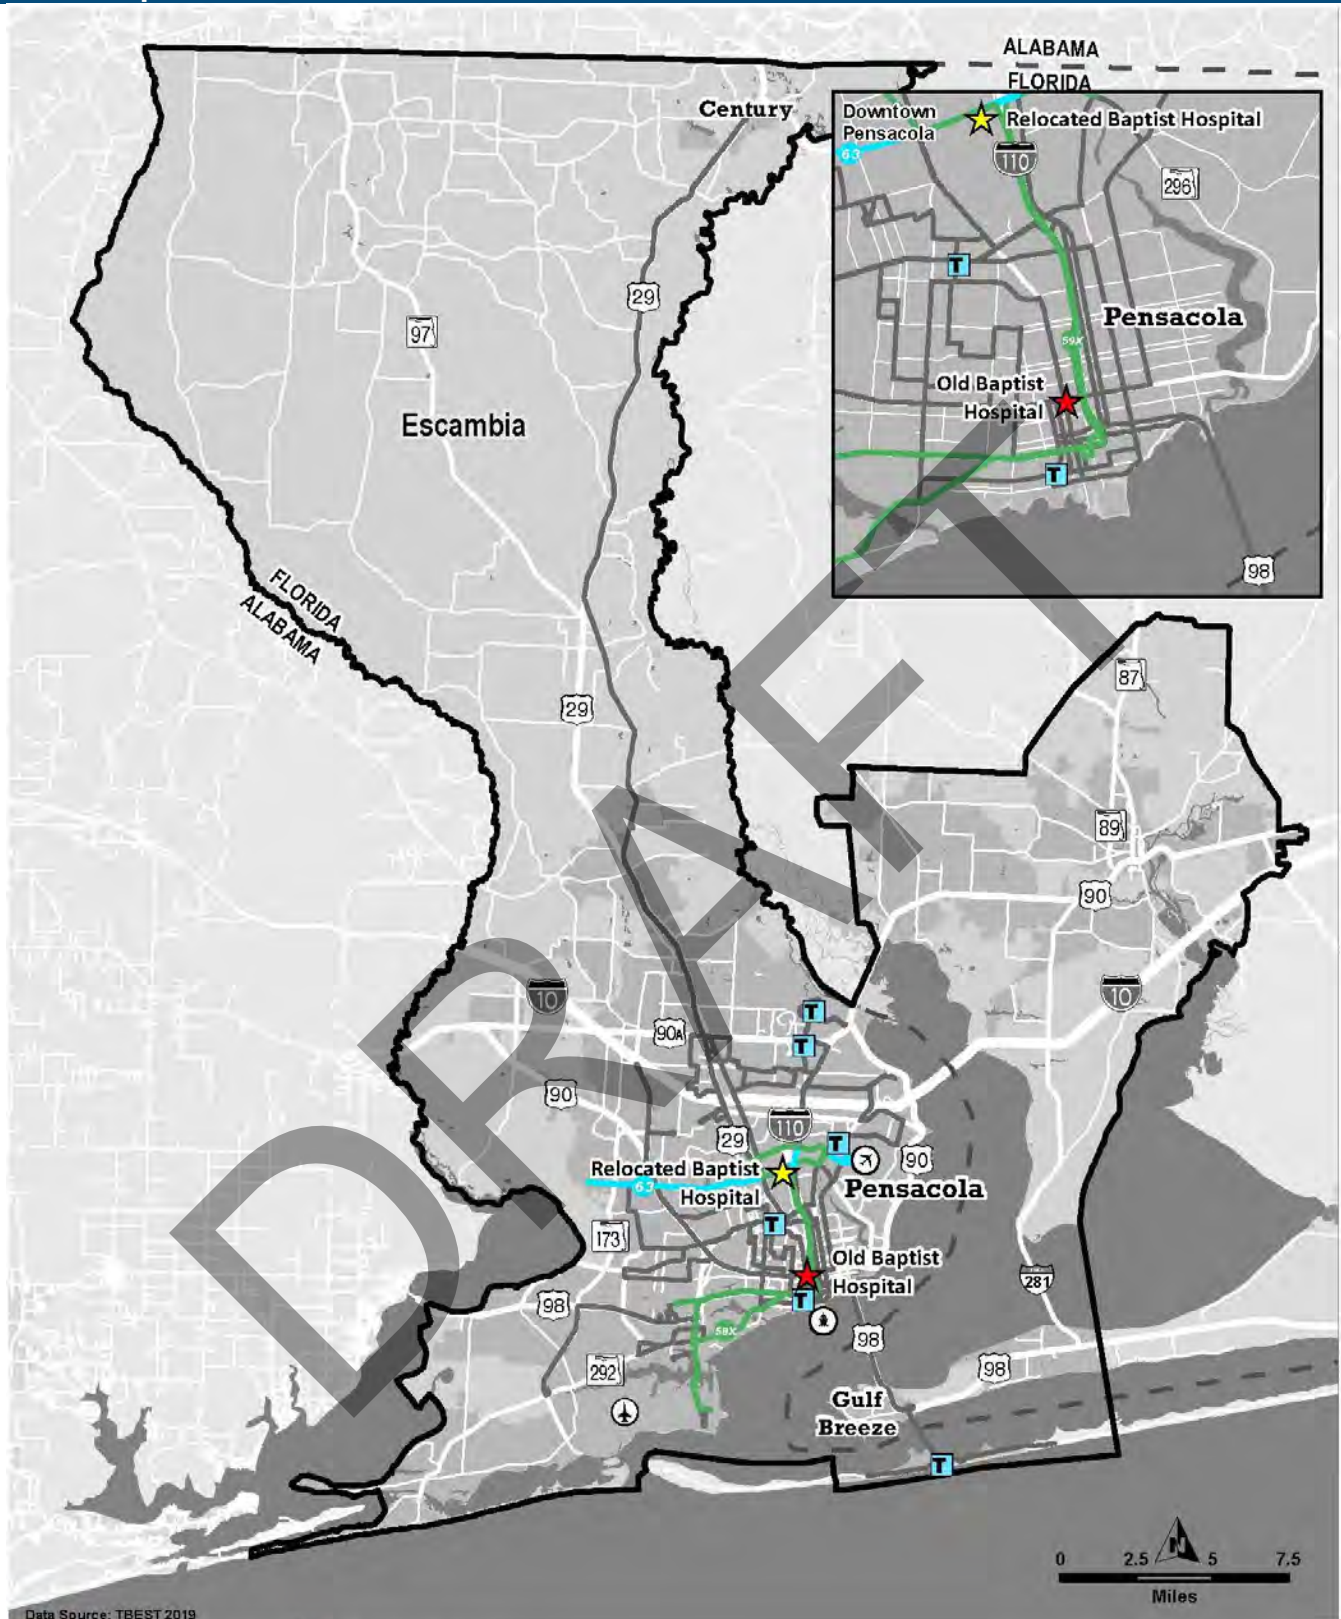 ALABAMA
FLORIDA
Century
Downtown
Pensacola
Relocated Baptist Hospital
63
110
296
T
29
97
Pensacola
59X
Escambia
Old Baptist
Hospital
T
98
FLORIDA
ALABAMA
87
29
89
90
10
10
T
90A
T
90
110
29
T
90
Relocated Baptist
Hospital
63
Pensacola
173
T
Old Baptist
Hospital
281
98
T
58X
98
98
292
Gulf
Breeze
T
DRAFT
N
0 2.5 5 7.5
Miles
Data Source: TBEST 2019